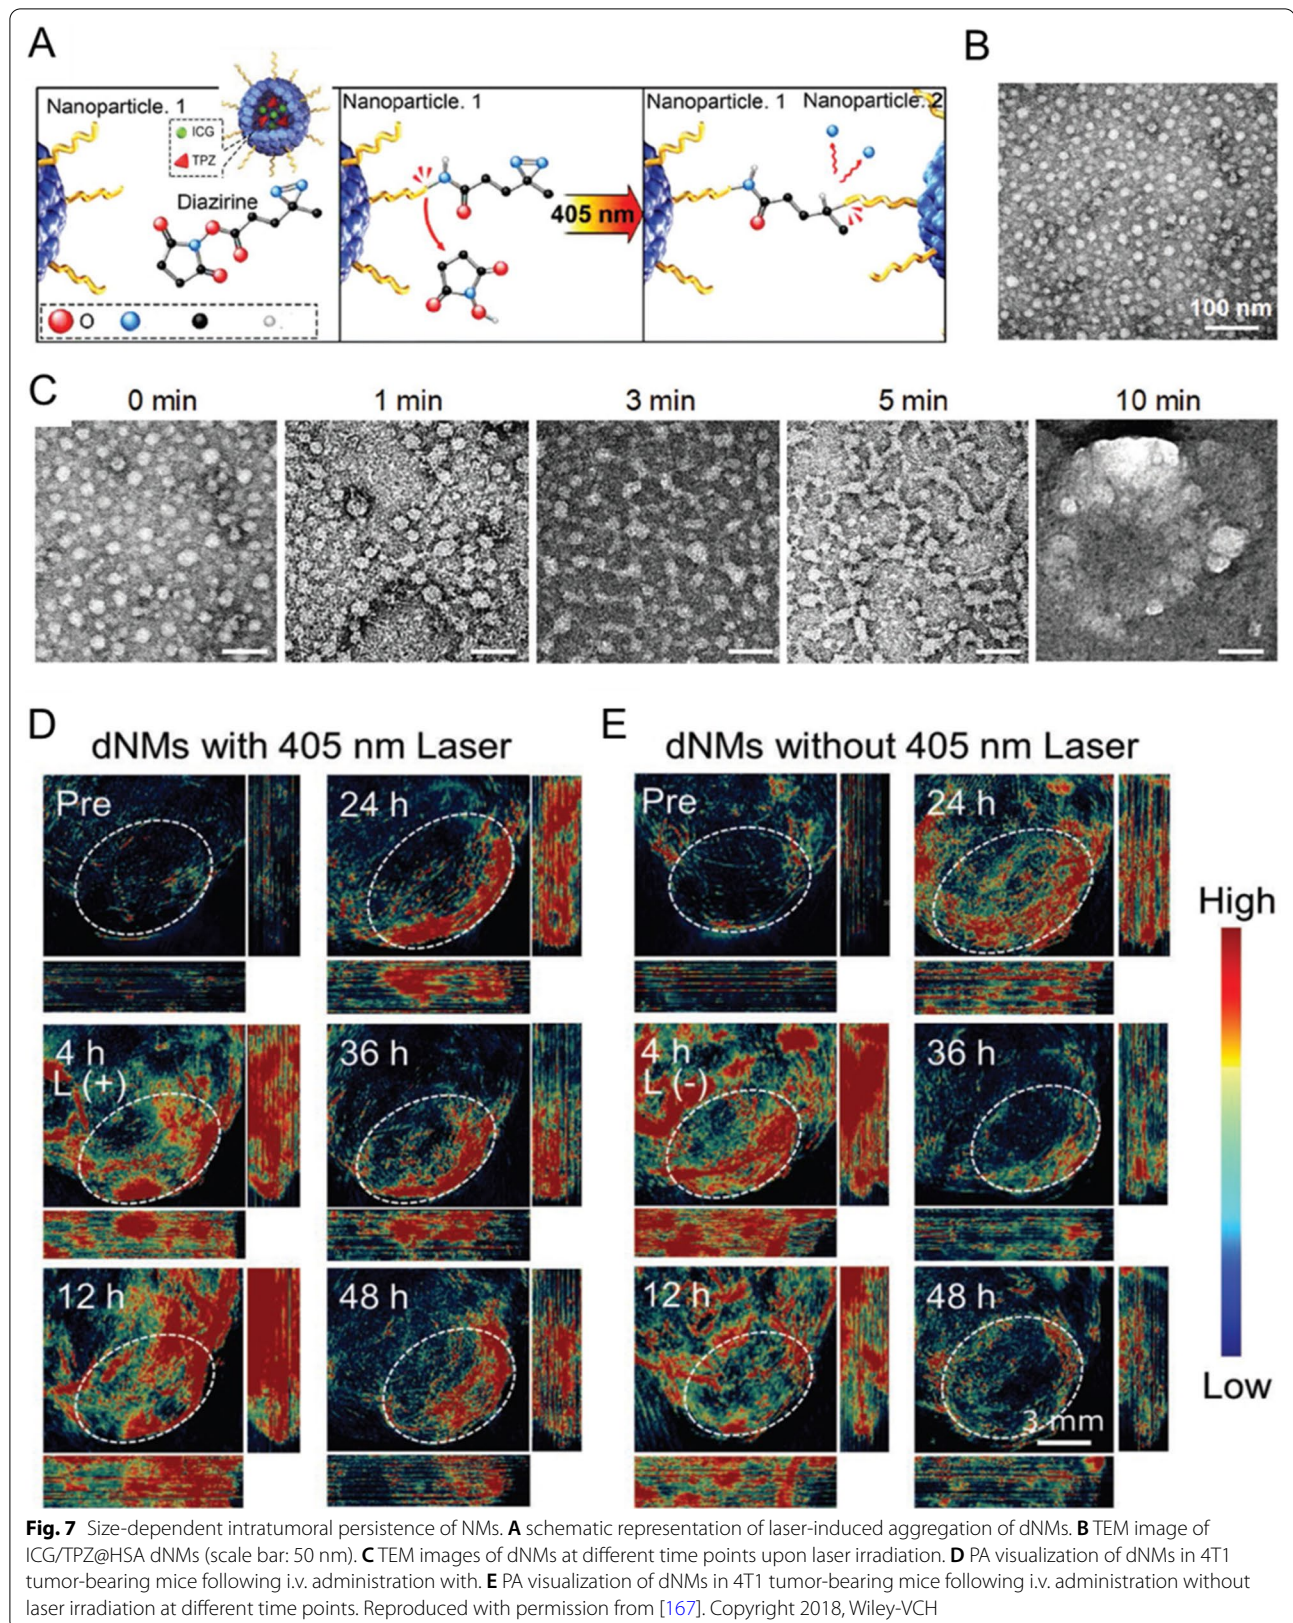 A
Nanoparticle. 1
ICG
TPZ
Diazirine
O
Nanoparticle. 1
405 nm
Nanoparticle. 1
Nanoparticle. 2
B
100 nm
C
0 min
1 min
3 min
5 min
10 min
D
dNMs with 405 nm Laser
Pre
24 h
4 h
L (+)
36 h
12 h
48 h
E
dNMs without 405 nm Laser
Pre
24 h
4 h
L (-)
36 h
12 h
48 h
3 mm
High
Low
Fig. 7 Size-dependent intratumoral persistence of NMs. A schematic representation of laser-induced aggregation of dNMs. B TEM image of
ICG/TPZ@HSA dNMs (scale bar: 50 nm). C TEM images of dNMs at different time points upon laser irradiation. D PA visualization of dNMs in 4T1
tumor-bearing mice following i.v. administration with. E PA visualization of dNMs in 4T1 tumor-bearing mice following i.v. administration without
laser irradiation at different time points. Reproduced with permission from [167]. Copyright 2018, Wiley-VCH